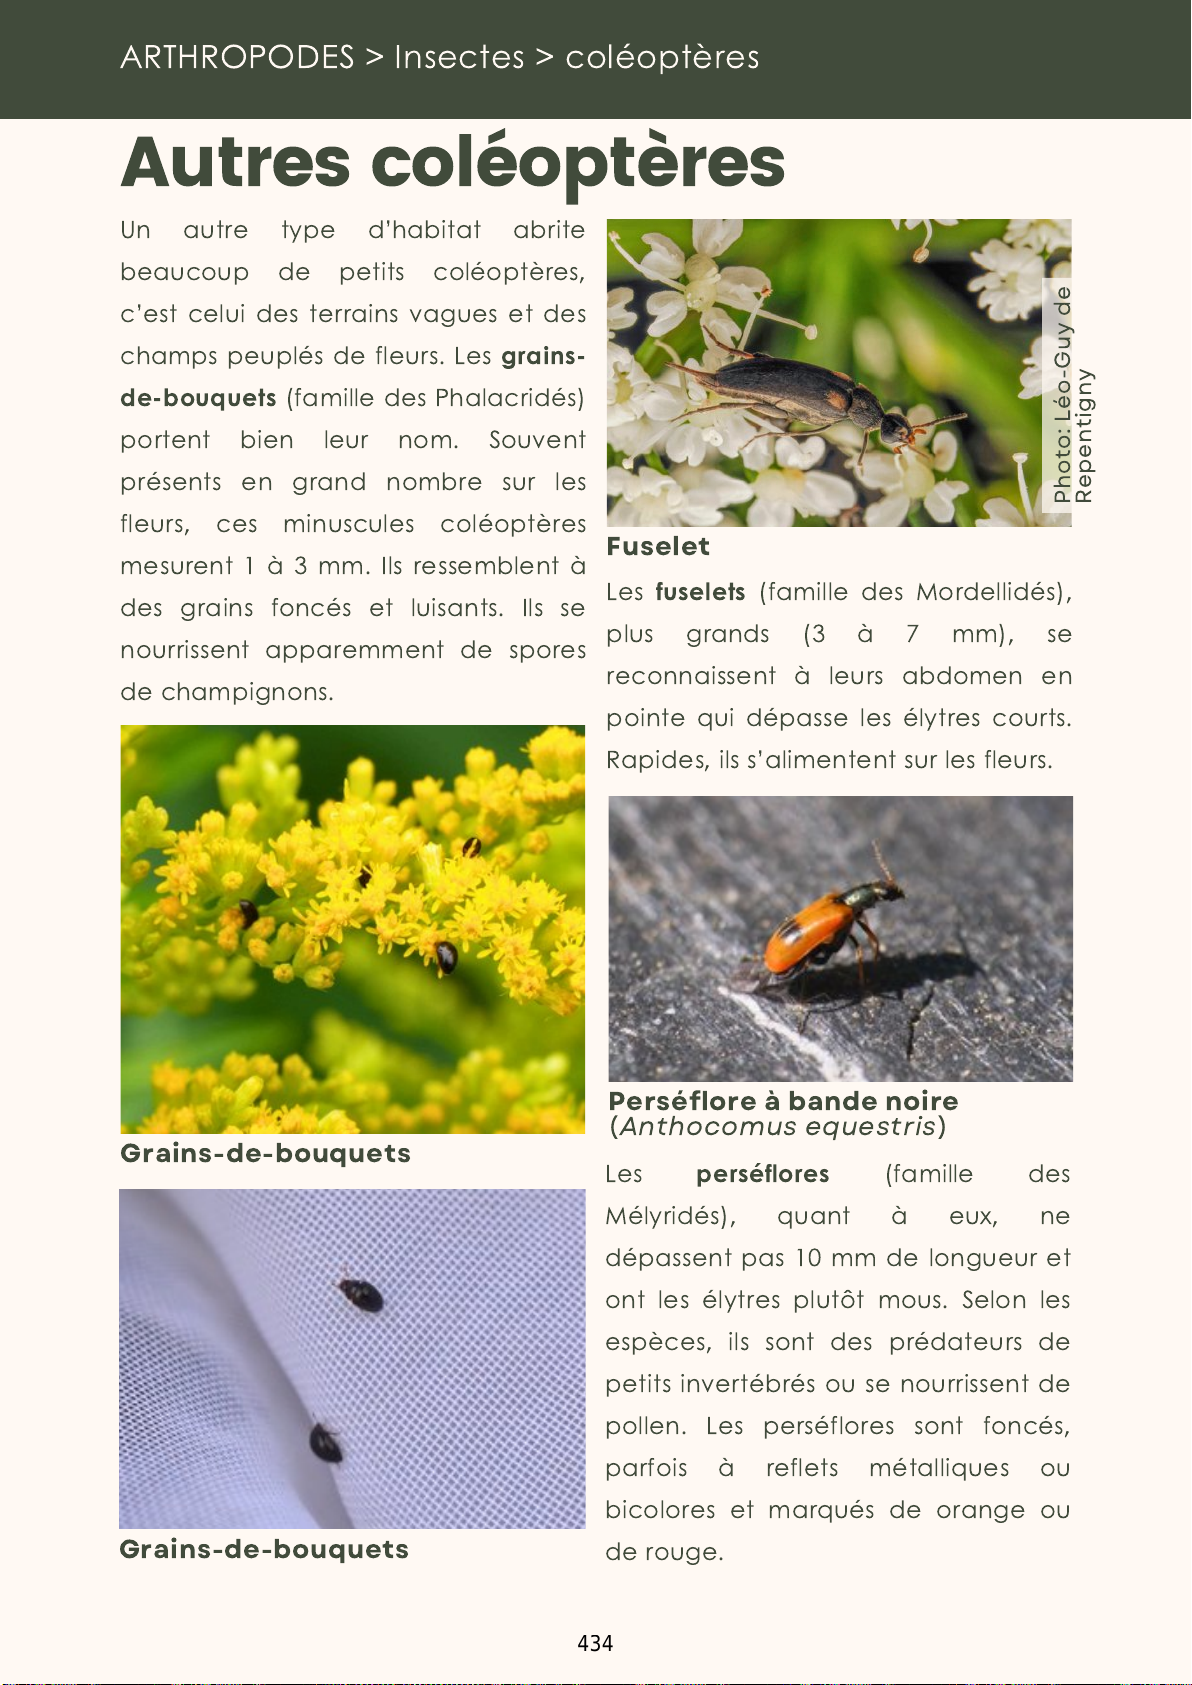 ARTHROPODES > Insectes > coléoptères
Autres coléoptères
Un autre type d’habitat abrite
beaucoup de petits coléoptères,
c’est celui des terrains vagues et des
champs peuplés de fleurs. Les grains-
de-bouquets (famille des Phalacridés)
portent bien leur nom. Souvent
présents en grand nombre sur les
fleurs, ces minuscules coléoptères
mesurent 1 à 3 mm. Ils ressemblent à
des grains foncés et luisants. Ils se
nourrissent apparemment de spores
de champignons.
Grains-de-bouquets
Grains-de-bouquets
Photo: Léo-Guy de
Repentigny
Fuselet
Les fuselets (famille des Mordellidés),
plus grands (3 à 7 mm), se
reconnaissent à leurs abdomen en
pointe qui dépasse les élytres courts.
Rapides, ils s’alimentent sur les fleurs.
Perséflore à bande noire
(Anthocomus equestris)
Les perséflores (famille des
Mélyridés), quant à eux, ne
dépassent pas 10 mm de longueur et
ont les élytres plutôt mous. Selon les
espèces, ils sont des prédateurs de
petits invertébrés ou se nourrissent de
pollen. Les perséflores sont foncés,
parfois à reflets métalliques ou
bicolores et marqués de orange ou
de rouge.
434